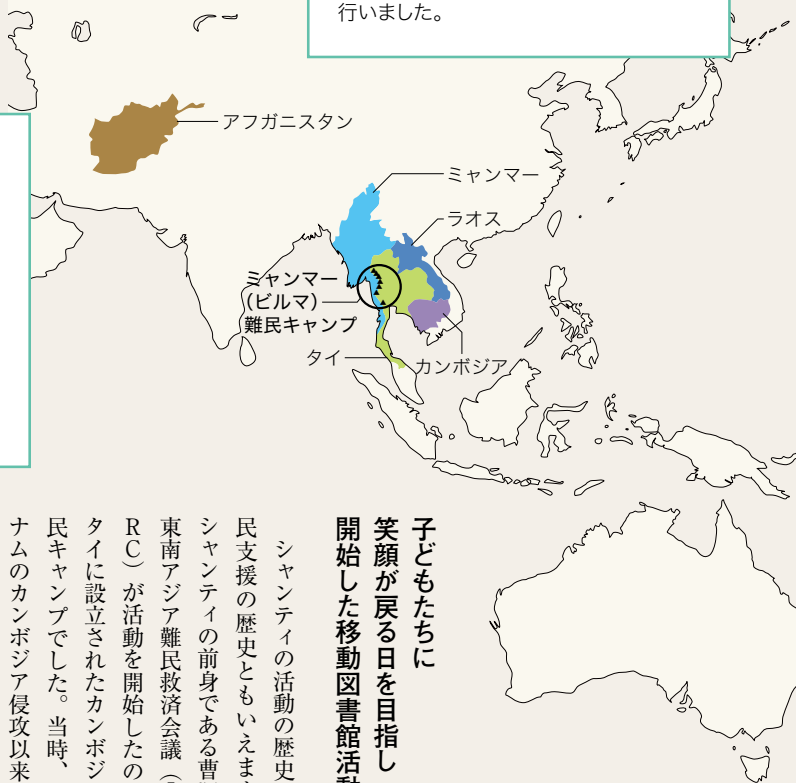 行いました。
アフガニスタン
ミャンマー
ラオス
ミャンマー
(ビルマ)
難民キャンプ
タイ
カンボジア
子どもたちに
笑顔が戻る日を目指し
開始した移動図書館活動
シャンティの活動の歴史
民支援の歴史ともいえま
シャンティの前身である曹
東南アジア難民救済会議(
RC)が活動を開始したの
タイに設立されたカンボジ
民キャンプでした。当時、
ナムのカンボジア侵攻以来